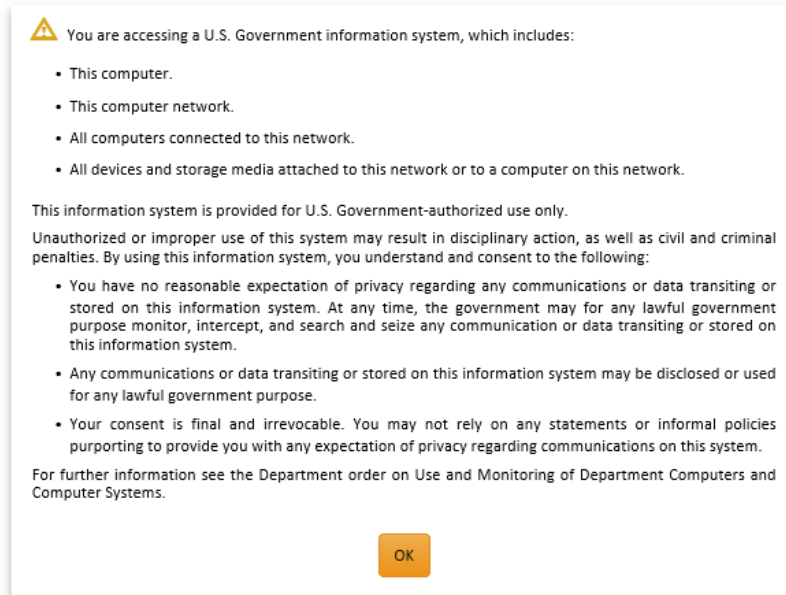 You are accessing a U.S. Government information system, which includes:
• This computer.
• This computer network.
• All computers connected to this network.
• All devices and storage media attached to this network or to a computer on this network.
This information system is provided for U.S. Government-authorized use only.
Unauthorized or improper use of this system may result in disciplinary action, as well as civil and criminal
penalties. By using this information system, you understand and consent to the following:
• You have no reasonable expectation of privacy regarding any communications or data transiting or
stored on this information system. At any time, the government may for any lawful government
purpose monitor, intercept, and search and seize any communication or data transiting or stored on
this information system.
• Any communications or data transiting or stored on this information system may be disclosed or used
for any lawful government purpose.
• Your consent is final and irrevocable. You may not rely on any statements or informal policies
purporting to provide you with any expectation of privacy regarding communications on this system.
For further information see the Department order on Use and Monitoring of Department Computers and
Computer Systems.
OK